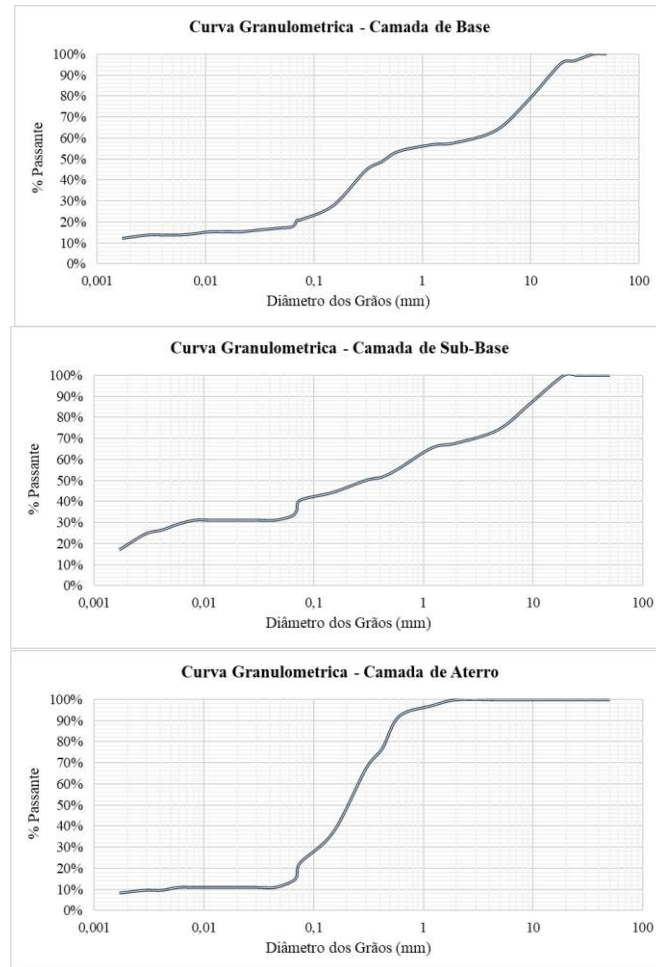 Curva Granulometrica - Camada de Base
100%
90%
80%
70%
60%
50%
40%
30%
20%
10%
0%
% Passante
0,001 0,01 0,1 1 10 100
Diâmetro dos Grãos (mm)
Curva Granulometrica - Camada de Sub-Base
100%
90%
80%
70%
60%
50%
40%
30%
20%
10%
0%
% Passante
0,001 0,01 0,1 1 10 100
Diâmetro dos Grãos (mm)
Curva Granulometrica - Camada de Aterro
100%
90%
80%
70%
60%
50%
40%
30%
20%
10%
0%
% Passante
0,001 0,01 0,1 1 10 100
Diâmetro dos Grãos (mm)